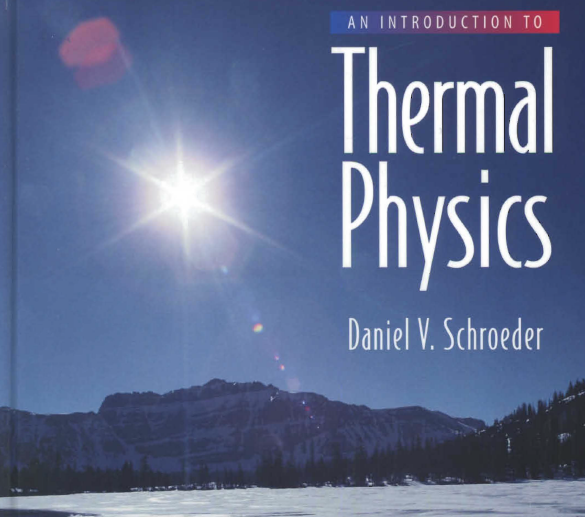 AN INTRODUCTION TO
Thermal
Physics
Daniel V. Schroeder